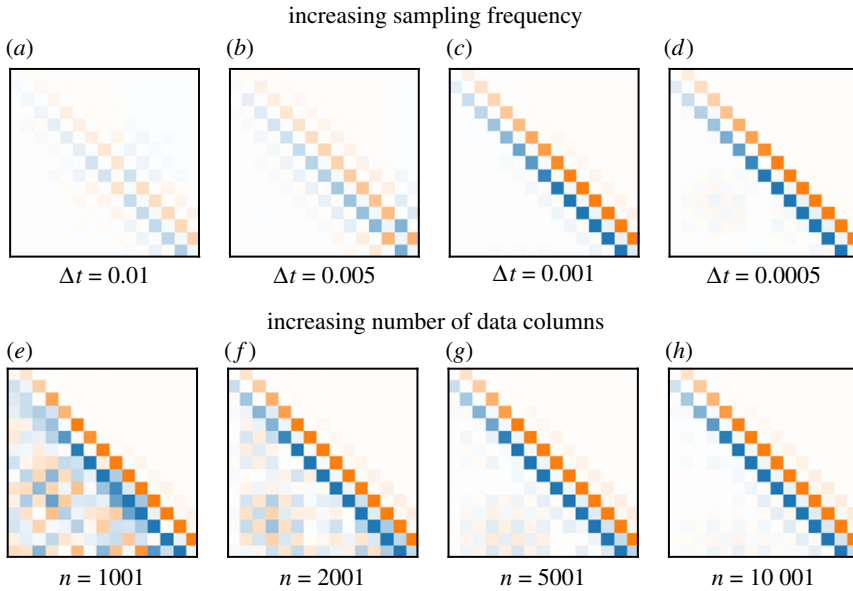 increasing sampling frequency
(a) (b) (c) (d)
Δt = 0.01 Δt = 0.005 Δt = 0.001 Δt = 0.0005
increasing number of data columns
(e) (f) (g) (h)
n = 1001 n = 2001 n = 5001 n = 10 001